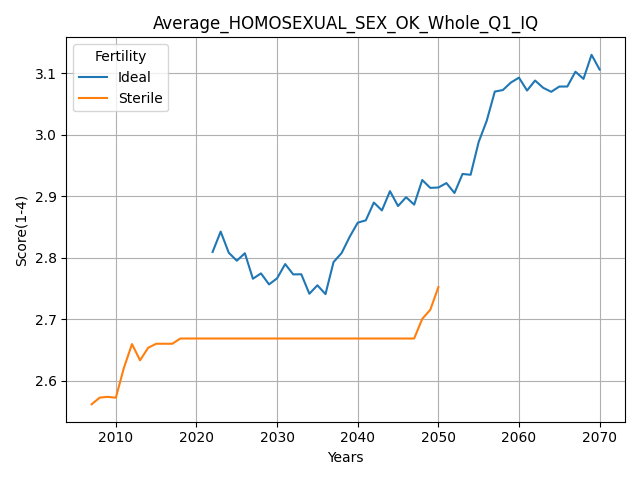 Average_HOMOSEXUAL_SEX_OK_Whole_Q1_IQ
Fertility
Ideal
Sterile
3.1
3.0
2.9
2.8
2.7
2.6
Score(1-4)
2010 2020 2030 2040 2050 2060 2070
Years